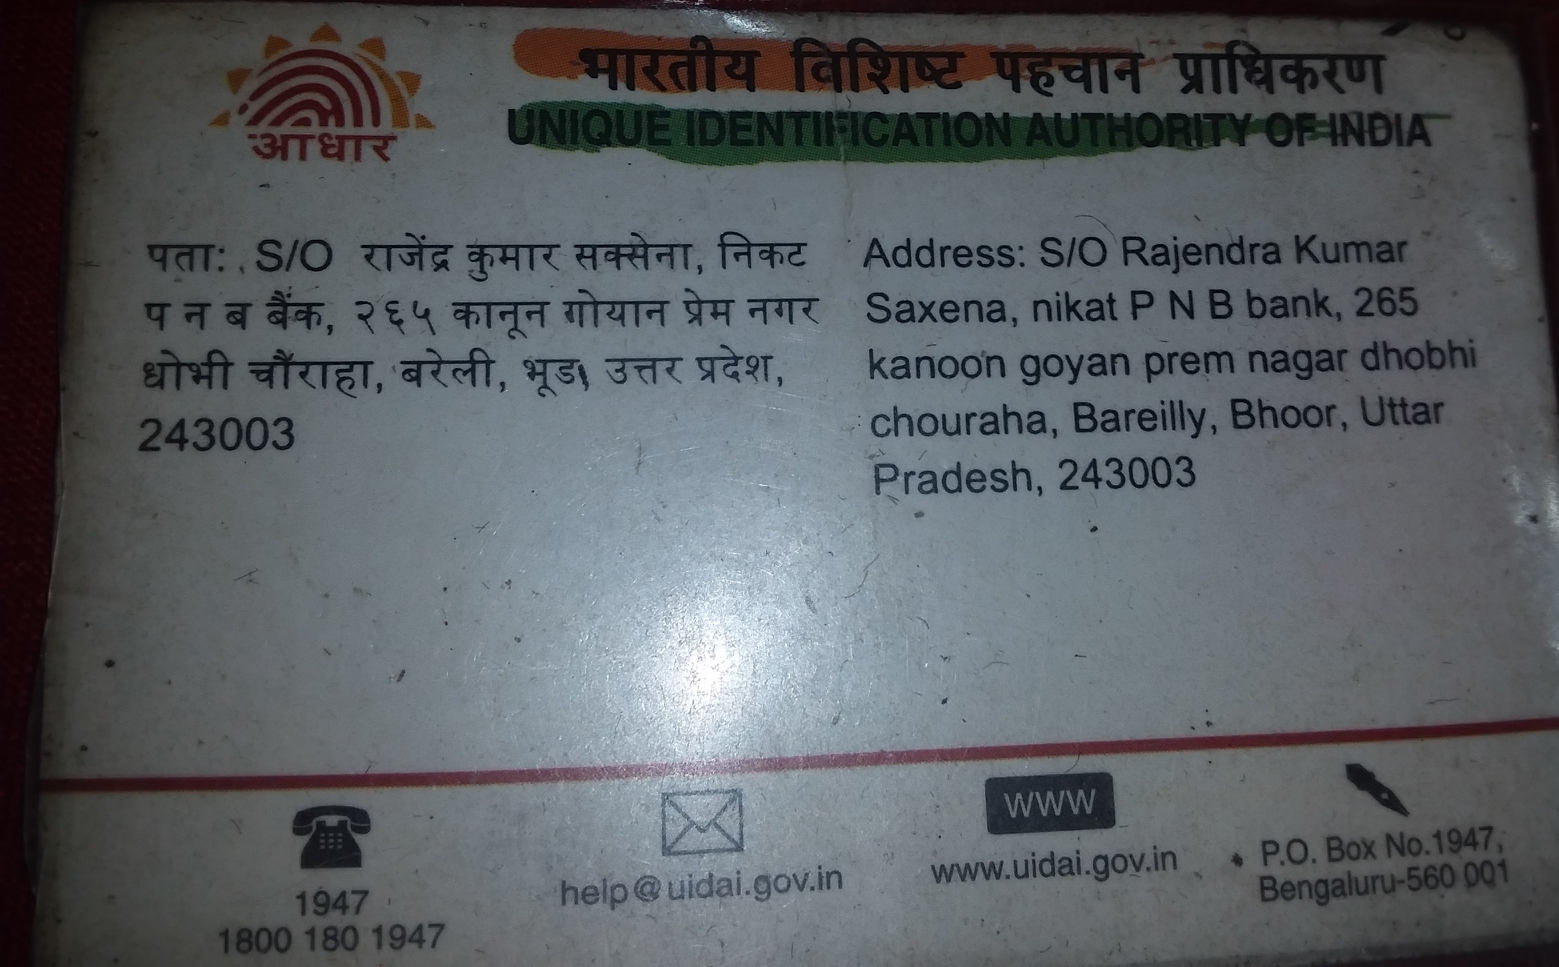 आधार
भारतीय विशिष्ट पहचान प्राधिकरण
UNIQUE IDENTIFICATION AUTHORITY OF INDIA
पता: S/O राजेंद्र कुमार सक्सेना, निकट
प न ब बैंक, २६५ कानून गोयान प्रेम नगर
धोभी चौराहा, बरेली, भूड, उत्तर प्रदेश,
243003
Address: S/O Rajendra Kumar
Saxena, nikat P N B bank, 265
kanoon goyan prem nagar dhobhi
chouraha, Bareilly, Bhoor, Uttar
Pradesh, 243003
1947
1800 180 1947
help@uidai.gov.in
www
www.uidai.gov.in
P.O. Box No.1947,
Bengaluru-560 001